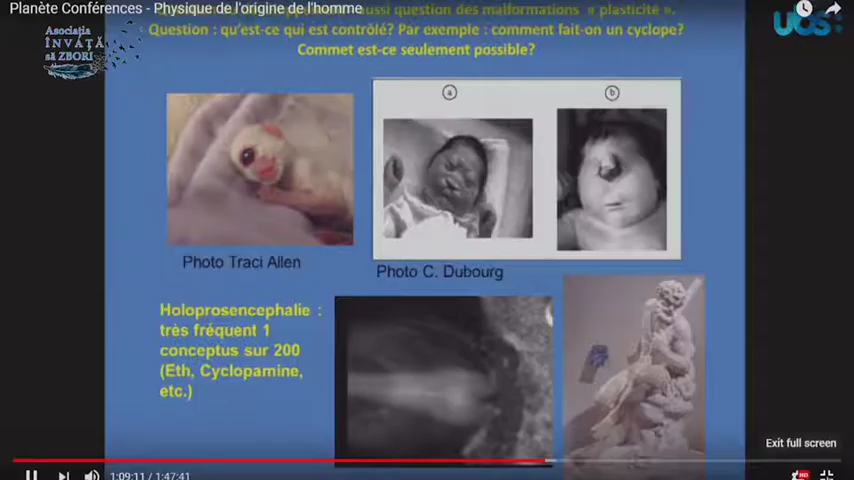 Planète Conférences - Physique de l'origine de l'homme
aussi question des malformations « plasticité ».
Question : qu'est-ce qui est contrôlé? Par exemple : comment fait-on un cyclope?
Commet est-ce seulement possible?
Asociația
ÎNVAȚĂ
să ZBORI
a
b
Photo Traci Allen
Photo C. Dubourg
Holoprosencephalie :
très fréquent 1
conceptus sur 200
(Eth, Cyclopamine,
etc.)
Exit full screen
1:09:11 / 1:47:41
HD